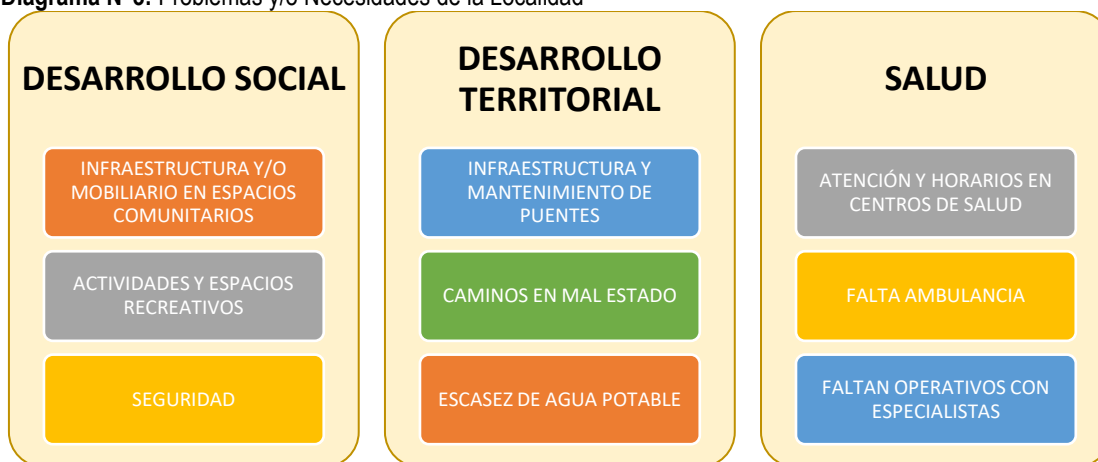 Diagrama N°3: Problemas y/o Necesidades de la Localidad
DESARROLLO SOCIAL
INFRAESTRUCTURA Y/O
MOBILIARIO EN ESPACIOS
COMUNITARIOS
ACTIVIDADES Y ESPACIOS
RECREATIVOS
SEGURIDAD
DESARROLLO
TERRITORIAL
INFRAESTRUCTURA Y
MANTENIMIENTO DE
PUENTES
CAMINOS EN MAL ESTADO
ESCASEZ DE AGUA POTABLE
SALUD
ATENCIÓN Y HORARIOS EN
CENTROS DE SALUD
FALTA AMBULANCIA
FALTAN OPERATIVOS CON
ESPECIALISTAS